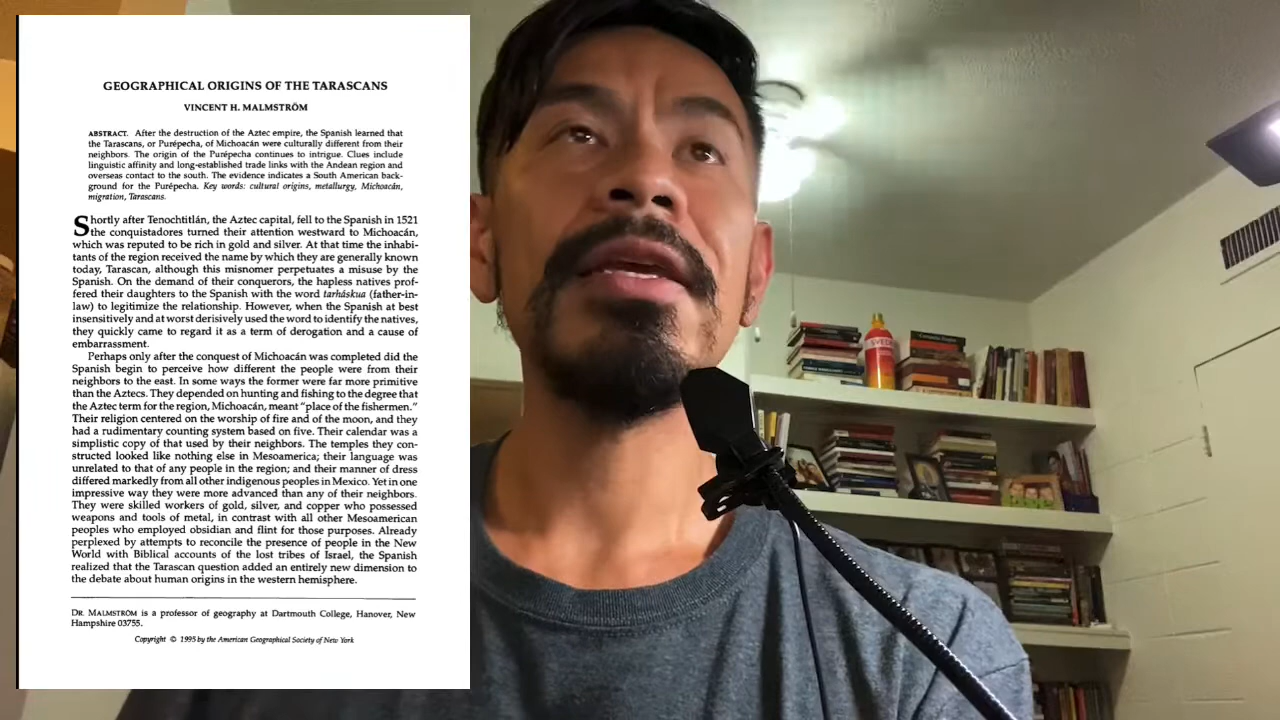 GEOGRAPHICAL ORIGINS OF THE TARASCANS
VINCENT H. MALMSTRÖM
ABSTRACT. After the destruction of the Aztec empire, the Spanish learned that
the Tarascans, or Purépecha, of Michoacán were culturally different from their
neighbors. The origin of the Purépecha continues to intrigue. Clues include
linguistic affinity and long-established trade links with the Andean region and
overseas contact to the south. The evidence indicates a South American back-
ground for the Purépecha. Key words: cultural origins, metallurgy, Michoacán,
migration, Tarascans.
Shortly after Tenochtitlán, the Aztec capital, fell to the Spanish in 1521
the conquistadores turned their attention westward to Michoacán,
which was reputed to be rich in gold and silver. At that time the inhabi-
tants of the region received the name by which they are generally known
today, Tarascan, although this misnomer perpetuates a misuse by the
Spanish. On the demand of their conquerors, the hapless natives prof-
fered their daughters to the Spanish with the word tarháskua (father-in-
law) to legitimize the relationship. However, when the Spanish at best
insensitively and at worst derisively used the word to identify the natives,
they quickly came to regard it as a term of derogation and a cause of
embarrassment.
Perhaps only after the conquest of Michoacán was completed did the
Spanish begin to perceive how different the people were from their
neighbors to the east. In some ways the former were far more primitive
than the Aztecs. They depended on hunting and fishing to the degree that
the Aztec term for the region, Michoacán, meant "place of the fishermen."
Their religion centered on the worship of fire and of the moon, and they
had a rudimentary counting system based on five. Their calendar was a
simplistic copy of that used by their neighbors. The temples they con-
structed looked like nothing else in Mesoamerica; their language was
unrelated to that of any people in the region; and their manner of dress
differed markedly from all other indigenous peoples in Mexico. Yet in one
impressive way they were more advanced than any of their neighbors.
They were skilled workers of gold, silver, and copper who possessed
weapons and tools of metal, in contrast with all other Mesoamerican
peoples who employed obsidian and flint for those purposes. Already
perplexed by attempts to reconcile the presence of people in the New
World with Biblical accounts of the lost tribes of Israel, the Spanish
realized that the Tarascan question added an entirely new dimension to
the debate about human origins in the western hemisphere.
DR. MALMSTRÖM is a professor of geography at Dartmouth College, Hanover, New
Hampshire 03755.
Copyright © 1995 by the American Geographical Society of New York